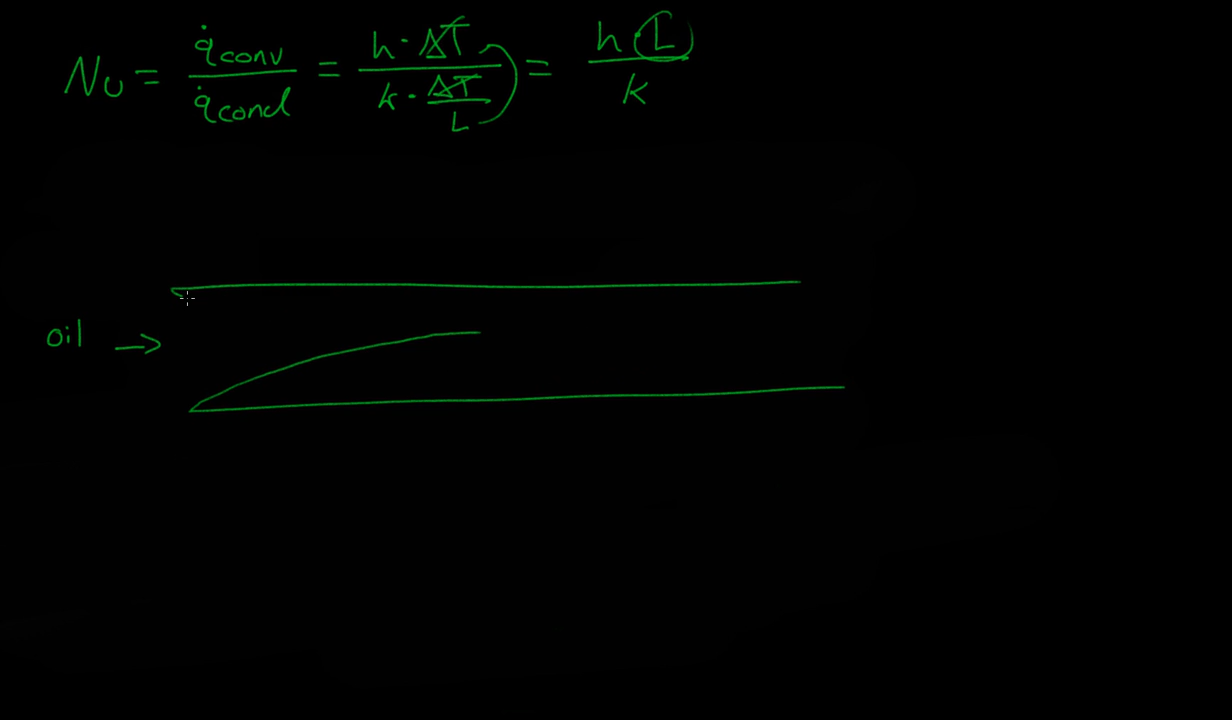 Nu = q̇conv / q̇cond = h · ΔT / k · ΔT/L = h · L / k
oil →